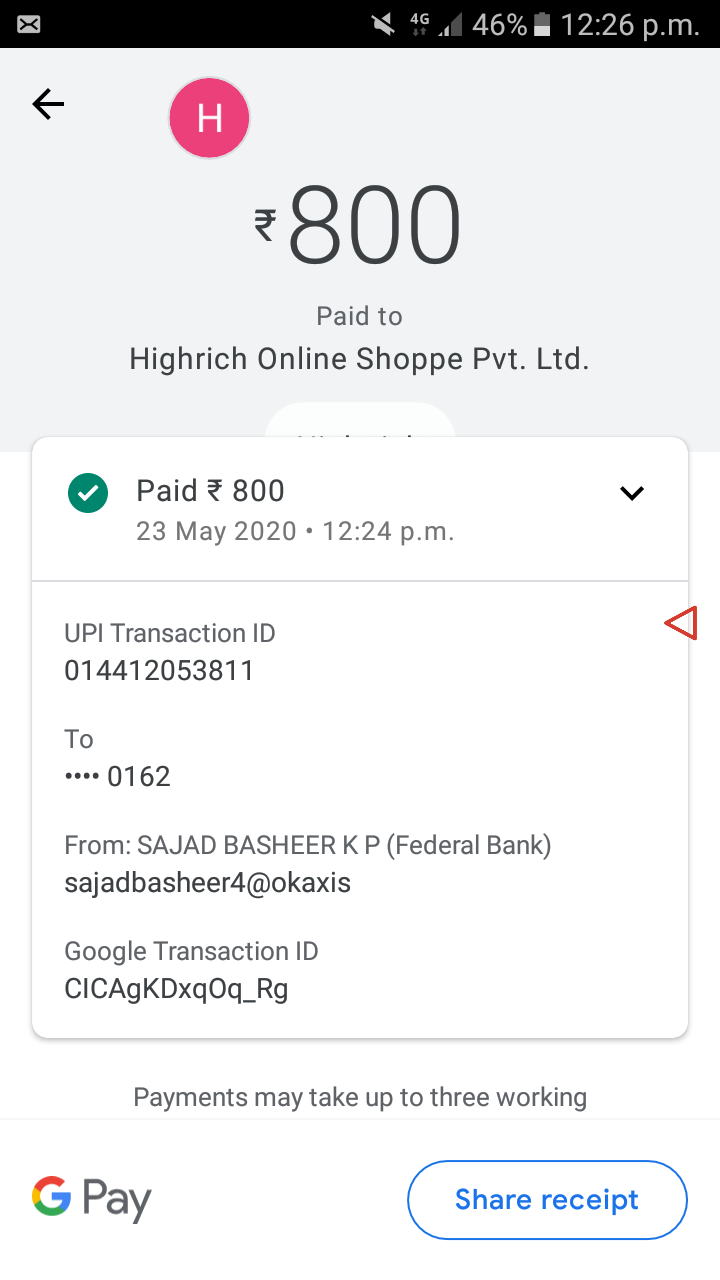 4G 46% 12:26 p.m.
H
₹800
Paid to
Highrich Online Shoppe Pvt. Ltd.
Paid ₹ 800
23 May 2020 • 12:24 p.m.
UPI Transaction ID
014412053811
To
•••• 0162
From: SAJAD BASHEER K P (Federal Bank)
sajadbasheer4@okaxis
Google Transaction ID
CICAgKDxqOq_Rg
Payments may take up to three working
G Pay
Share receipt